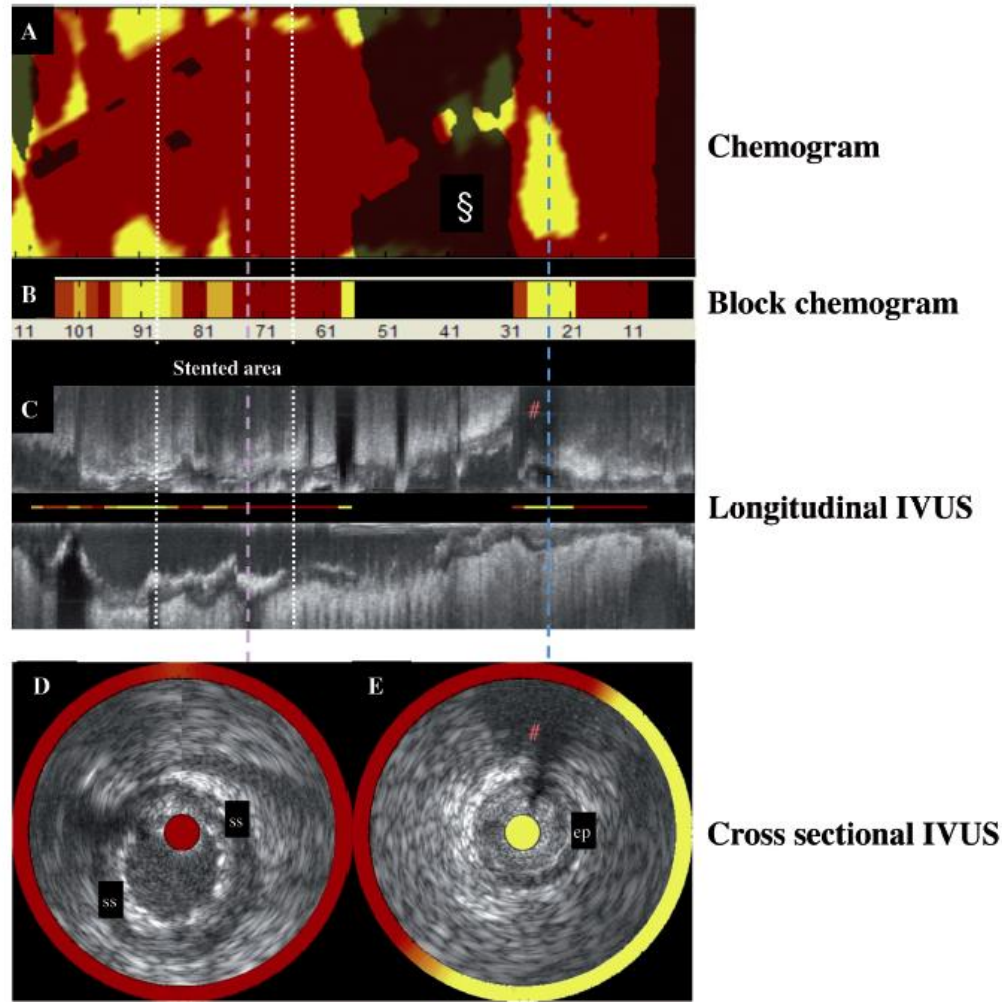 A
Chemogram
§
B
Block chemogram
11 101 91 81 71 61 51 41 31 21 11
Stented area
C
#
Longitudinal IVUS
D
E
#
ss
ep
Cross sectional IVUS
ss